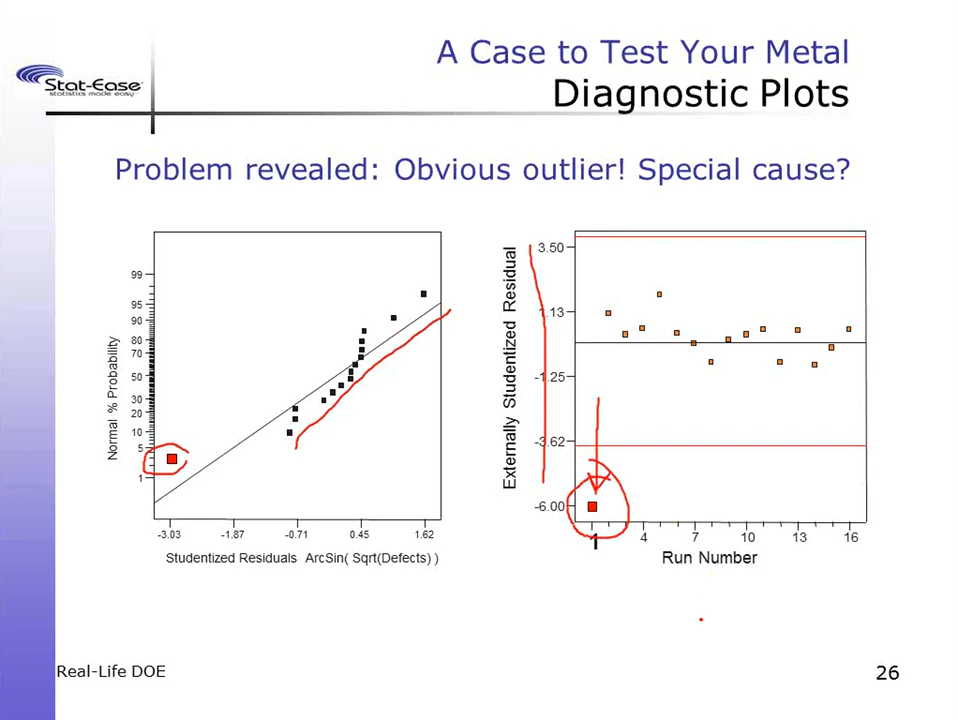 A Case to Test Your Metal
Stat-Ease
statistics made easy
Diagnostic Plots
Problem revealed: Obvious outlier! Special cause?
Normal % Probability
99
95
90
80
70
50
30
20
10
5
1
-3.03 -1.87 -0.71 0.45 1.62
Studentized Residuals ArcSin( Sqrt(Defects) )
Externally Studentized Residual
3.50
1.13
-1.25
-3.62
-6.00
1 4 7 10 13 16
Run Number
Real-Life DOE
26